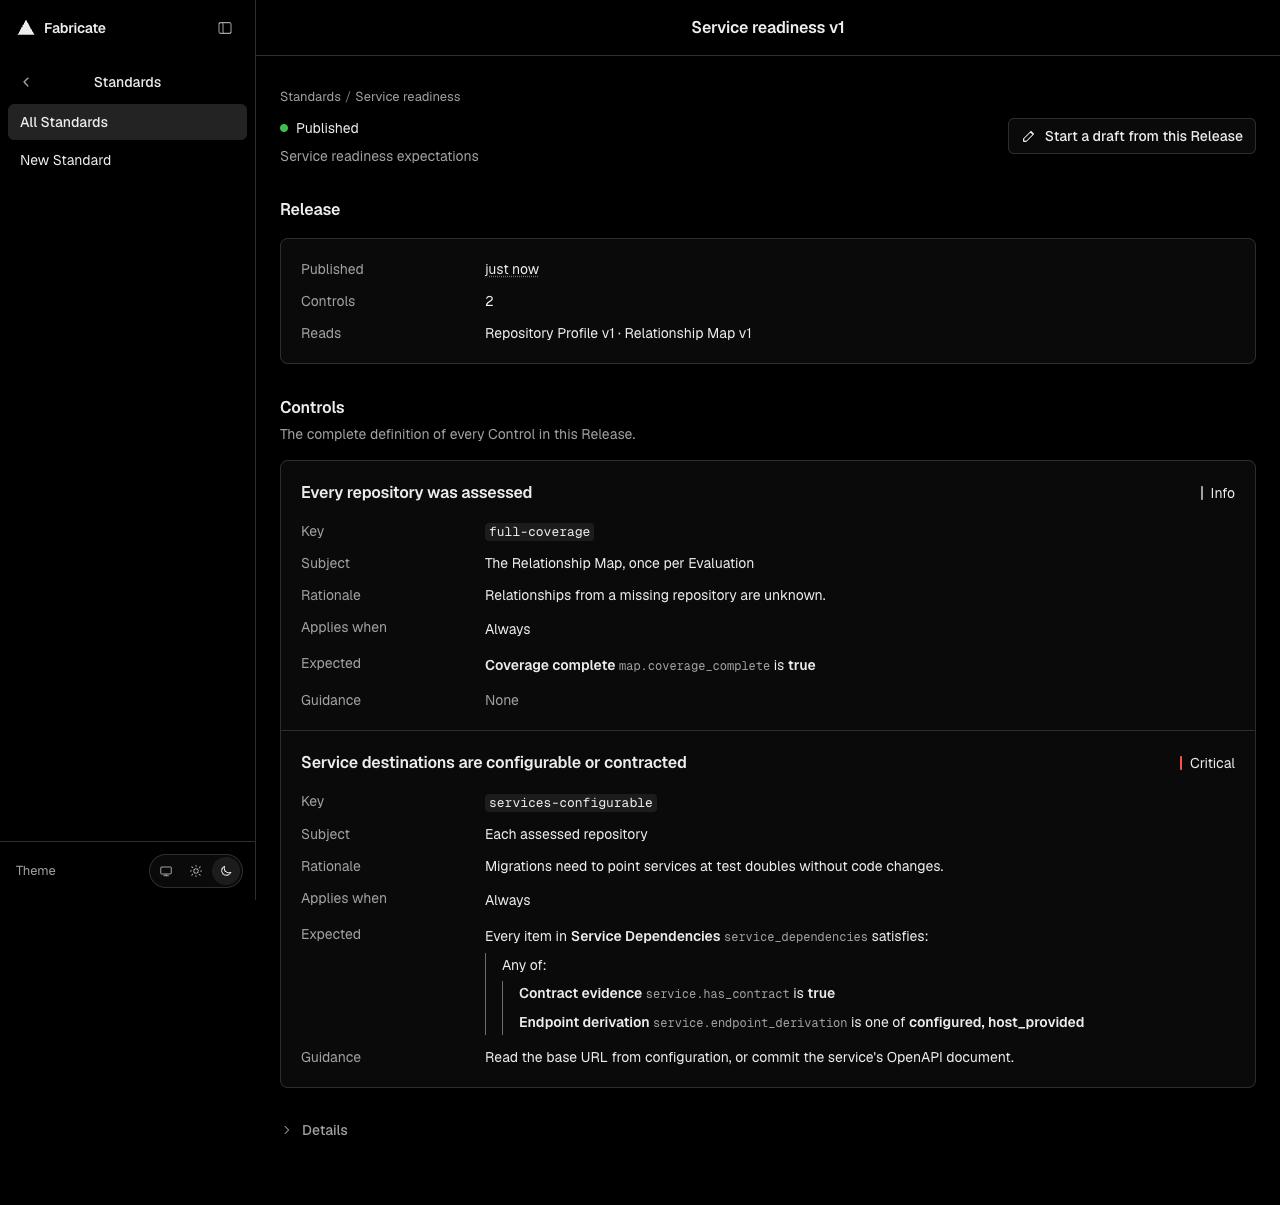 Fabricate
Service readiness v1
Standards
All Standards
New Standard
Standards / Service readiness
Published
Service readiness expectations
Start a draft from this Release
Release
Published just now
Controls 2
Reads Repository Profile v1 · Relationship Map v1
Controls
The complete definition of every Control in this Release.
Every repository was assessed Info
Key full-coverage
Subject The Relationship Map, once per Evaluation
Rationale Relationships from a missing repository are unknown.
Applies when Always
Expected Coverage complete map.coverage_complete is true
Guidance None
Service destinations are configurable or contracted Critical
Key services-configurable
Subject Each assessed repository
Rationale Migrations need to point services at test doubles without code changes.
Applies when Always
Expected Every item in Service Dependencies service_dependencies satisfies:
Any of:
Contract evidence service.has_contract is true
Endpoint derivation service.endpoint_derivation is one of configured, host_provided
Guidance Read the base URL from configuration, or commit the service's OpenAPI document.
Details
Theme